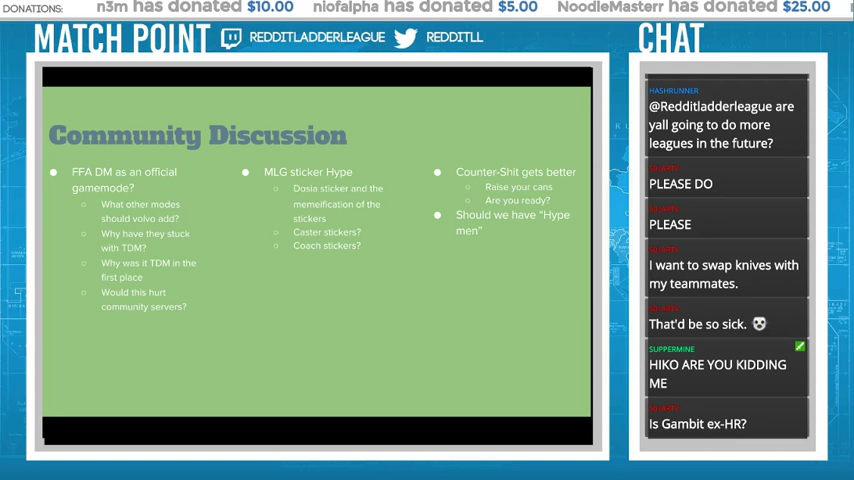 DONATIONS: n3m has donated $10.00 niofalpha has donated $5.00 NoodleMasterr has donated $25.00
MATCH POINT REDDITLADDERLEAGUE REDDITLL
CHAT
Community Discussion
FFA DM as an official
gamemode?
What other modes
should volvo add?
Why have they stuck
with TDM?
Why was it TDM in the
first place
Would this hurt
community servers?
MLG sticker Hype
Dosia sticker and the
memeification of the
stickers
Caster stickers?
Coach stickers?
Counter-Shit gets better
Raise your cans
Are you ready?
Should we have "Hype
men"
HASHRUNNER
@Redditladderleague are
yall going to do more
leagues in the future?
PLEASE DO
PLEASE
I want to swap knives with
my teammates.
That'd be so sick.
SUPPERMINE
HIKO ARE YOU KIDDING
ME
Is Gambit ex-HR?